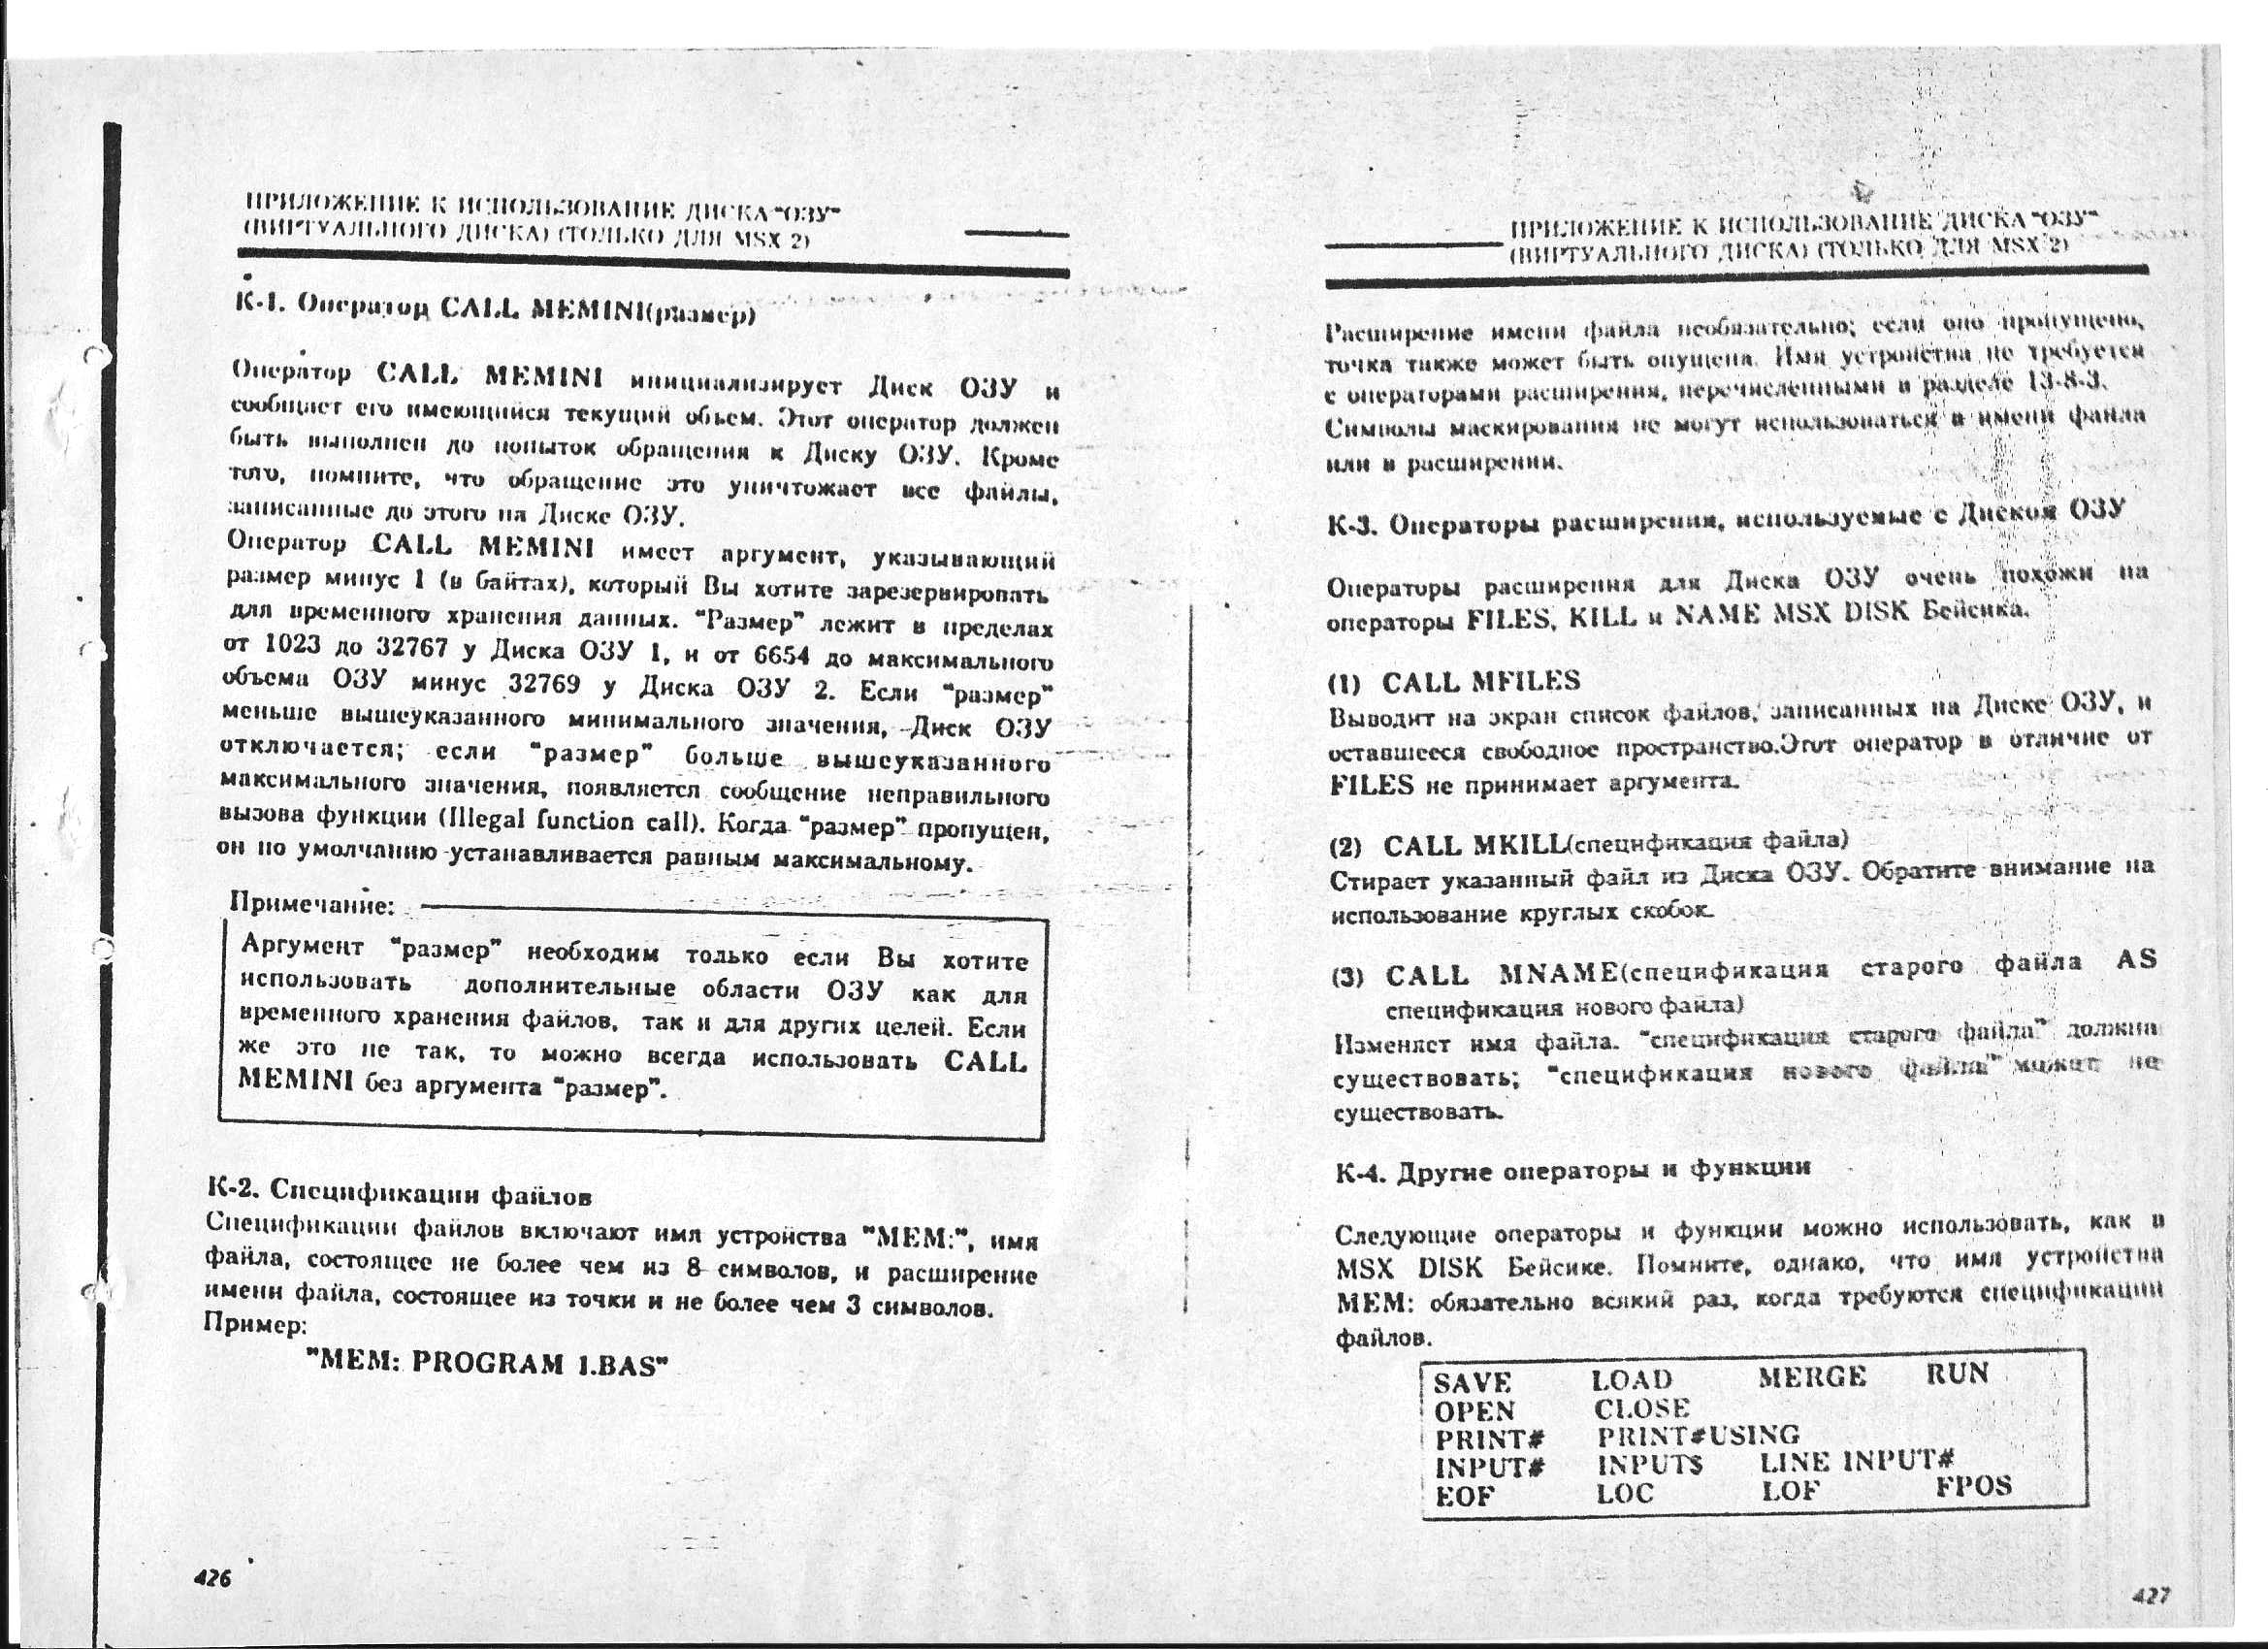 ПРИЛОЖЕНИЕ К ИСПОЛЬЗОВАНИЕ ДИСКА "ОЗУ"
(ВИРТУАЛЬНОГО ДИСКА) (ТОЛЬКО ДЛЯ MSX 2)
К-1. Оператор CALL MEMINI(размер)
Оператор CALL MEMINI инициализирует Диск ОЗУ и
сообщает его имеющийся текущий объем. Этот оператор должен
быть выполнен до попыток обращения к Диску ОЗУ. Кроме
того, помните, что обращение это уничтожает все файлы,
записанные до этого на Диске ОЗУ.
Оператор CALL MEMINI имеет аргумент, указывающий
размер минус 1 (в байтах), который Вы хотите зарезервировать
для временного хранения данных. "Размер" лежит в пределах
от 1023 до 32767 у Диска ОЗУ 1, и от 6654 до максимального
объема ОЗУ минус 32769 у Диска ОЗУ 2. Если "размер"
меньше вышеуказанного минимального значения, Диск ОЗУ
отключается; если "размер" больше вышеуказанного
максимального значения, появляется сообщение неправильного
вызова функции (Illegal function call). Когда "размер" пропущен,
он по умолчанию устанавливается равным максимальному.
Примечание:
Аргумент "размер" необходим только если Вы хотите
использовать дополнительные области ОЗУ как для
временного хранения файлов, так и для других целей. Если
же это не так, то можно всегда использовать CALL
MEMINI без аргумента "размер".
К-2. Спецификации файлов
Спецификации файлов включают имя устройства "MEM:", имя
файла, состоящее не более чем из 8 символов, и расширение
имени файла, состоящее из точки и не более чем 3 символов.
Пример:
"MEM: PROGRAM 1.BAS"
426
ПРИЛОЖЕНИЕ К ИСПОЛЬЗОВАНИЕ ДИСКА "ОЗУ"
(ВИРТУАЛЬНОГО ДИСКА) (ТОЛЬКО ДЛЯ MSX 2)
Расширение имени файла необязательно; если оно пропущено,
точка также может быть опущена. Имя устройства не требуется
с операторами расширения, перечисленными в разделе 13-8-3.
Символы маскирования не могут использоваться в имени файла
или в расширении.
К-3. Операторы расширения, используемые с Диском ОЗУ
Операторы расширения для Диска ОЗУ очень похожи на
операторы FILES, KILL и NAME MSX DISK Бейсика.
(1) CALL MFILES
Выводит на экран список файлов, записанных на Диске ОЗУ, и
оставшееся свободное пространство.Этот оператор в отличие от
FILES не принимает аргумента.
(2) CALL MKILL(спецификация файла)
Стирает указанный файл из Диска ОЗУ. Обратите внимание на
использование круглых скобок.
(3) CALL MNAME(спецификация старого файла AS
спецификация нового файла)
Изменяет имя файла. "спецификация старого файла" должна
существовать; "спецификация нового файла" может не
существовать.
К-4. Другие операторы и функции
Следующие операторы и функции можно использовать, как в
MSX DISK Бейсике. Помните, однако, что имя устройства
MEM: обязательно всякий раз, когда требуются спецификации
файлов.
SAVE LOAD MERGE RUN
OPEN CLOSE
PRINT# PRINT#USING
INPUT# INPUT$ LINE INPUT#
EOF LOC LOF FPOS
427